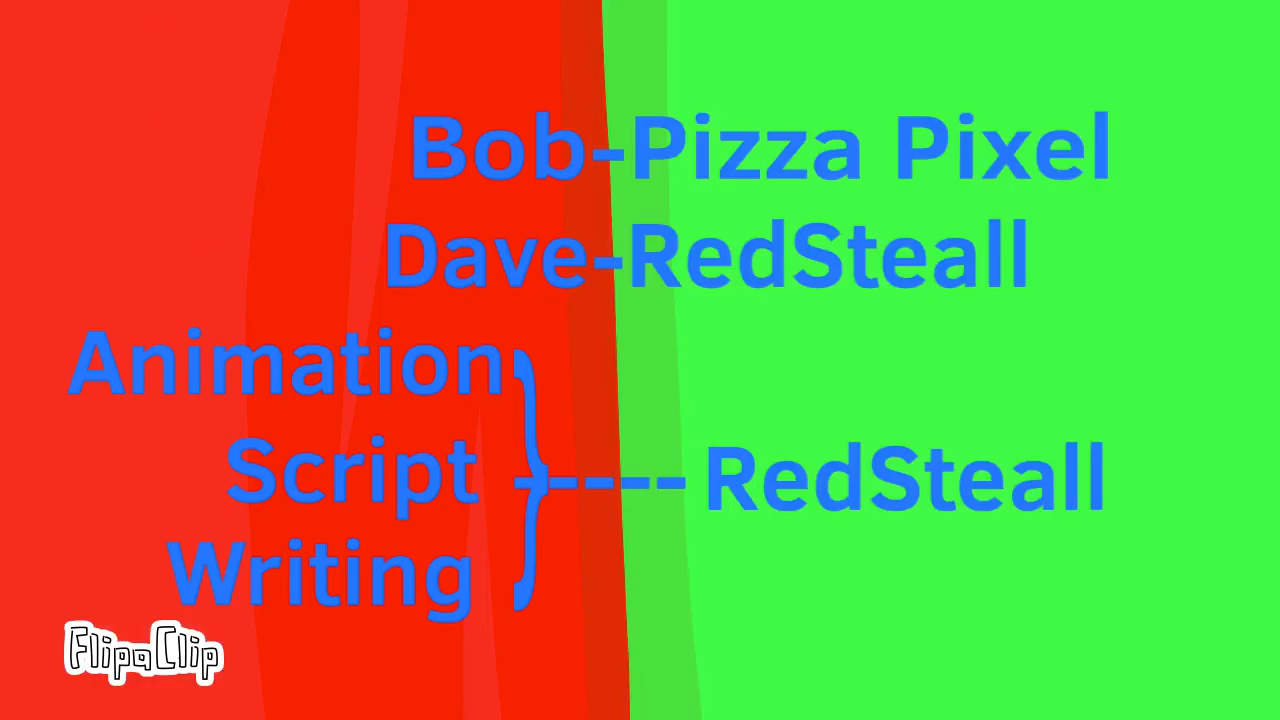 Bob-Pizza Pixel
Dave-RedSteall
Animation
Script } ----- RedSteall
Writing
FlipaClip